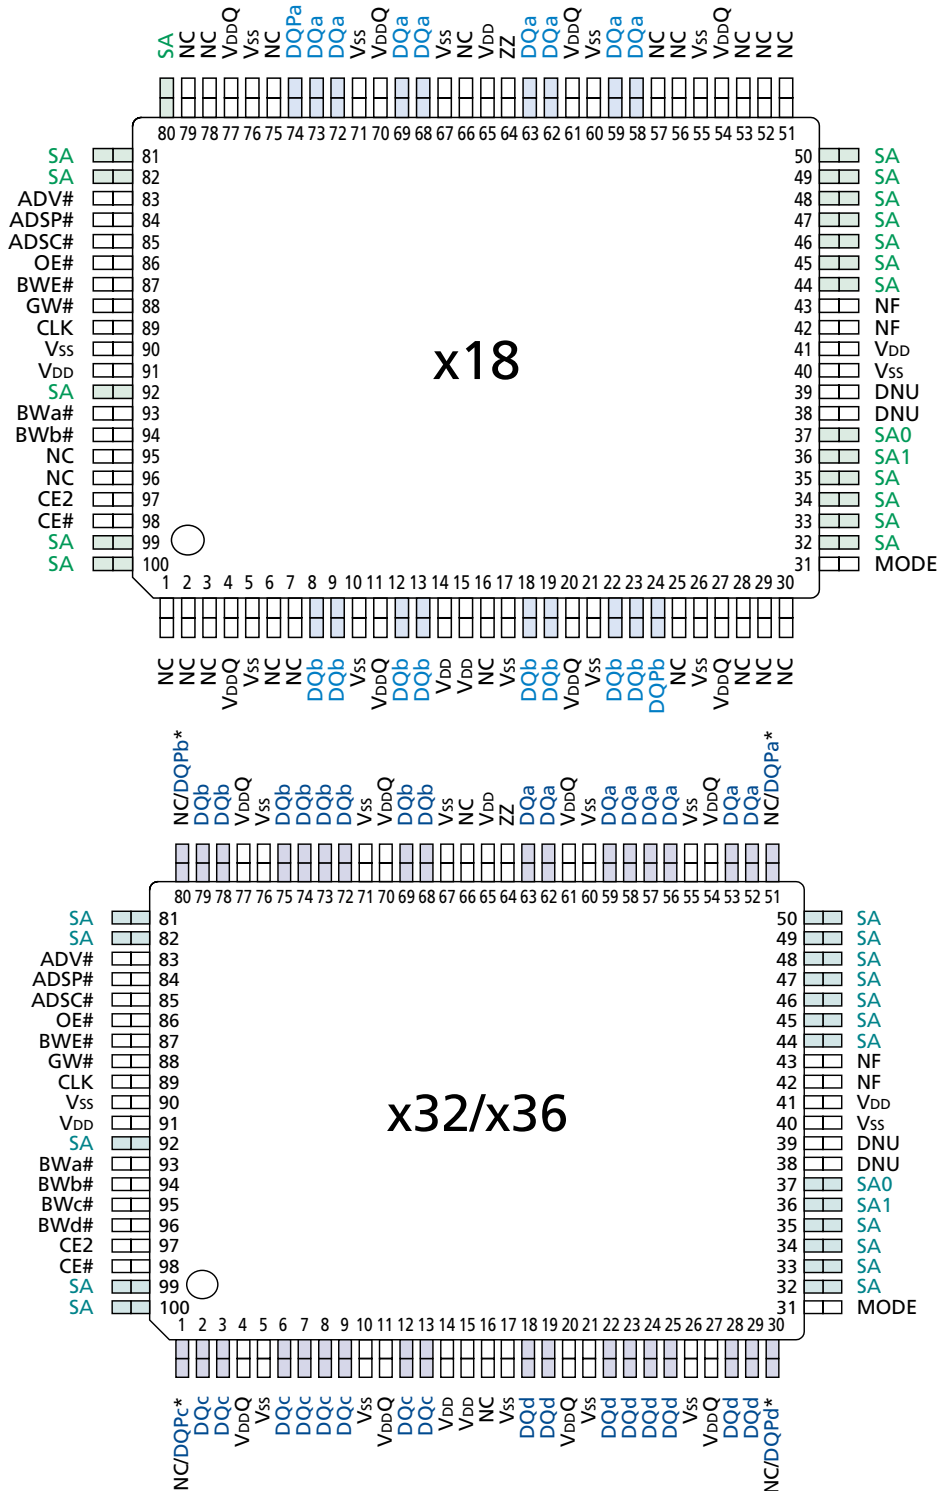 SA NC NC VDDQ VSS NC DQPa DQa DQa VSS VDDQ DQa DQa VSS NC VDD ZZ DQa DQa VDDQ VSS DQa DQa NC NC VSS VDDQ NC NC NC
80 79 78 77 76 75 74 73 72 71 70 69 68 67 66 65 64 63 62 61 60 59 58 57 56 55 54 53 52 51
SA 81 50 SA
SA 82 49 SA
ADV# 83 48 SA
ADSP# 84 47 SA
ADSC# 85 46 SA
OE# 86 45 SA
BWE# 87 44 SA
GW# 88 43 NF
CLK 89 42 NF
VSS 90 41 VDD
x18
VDD 91 40 VSS
SA 92 39 DNU
BWa# 93 38 DNU
BWb# 94 37 SA0
NC 95 36 SA1
NC 96 35 SA
CE2 97 34 SA
CE# 98 33 SA
SA 99 32 SA
SA 100 31 MODE
1 2 3 4 5 6 7 8 9 10 11 12 13 14 15 16 17 18 19 20 21 22 23 24 25 26 27 28 29 30
NC NC NC VDDQ VSS NC NC DQb DQb VSS VDDQ DQb DQb VDD VDD NC VSS DQb DQb VDDQ VSS DQb DQb DQPb NC VSS VDDQ NC NC NC
NC/DQPb* DQb DQb VDDQ VSS DQb DQb DQb DQb VSS VDDQ DQb DQb VSS NC VDD ZZ DQa DQa VDDQ VSS DQa DQa DQa DQa VSS VDDQ DQa DQa NC/DQPa*
80 79 78 77 76 75 74 73 72 71 70 69 68 67 66 65 64 63 62 61 60 59 58 57 56 55 54 53 52 51
SA 81 50 SA
SA 82 49 SA
ADV# 83 48 SA
ADSP# 84 47 SA
ADSC# 85 46 SA
OE# 86 45 SA
BWE# 87 44 SA
GW# 88 43 NF
CLK 89 42 NF
VSS 90 41 VDD
x32/x36
VDD 91 40 VSS
SA 92 39 DNU
BWa# 93 38 DNU
BWb# 94 37 SA0
BWc# 95 36 SA1
BWd# 96 35 SA
CE2 97 34 SA
CE# 98 33 SA
SA 99 32 SA
SA 100 31 MODE
1 2 3 4 5 6 7 8 9 10 11 12 13 14 15 16 17 18 19 20 21 22 23 24 25 26 27 28 29 30
NC/DQPc* DQc DQc VDDQ VSS DQc DQc DQc DQc VSS VDDQ DQc DQc VDD VDD NC VSS DQd DQd VDDQ VSS DQd DQd DQd DQd VSS VDDQ DQd DQd NC/DQPd*